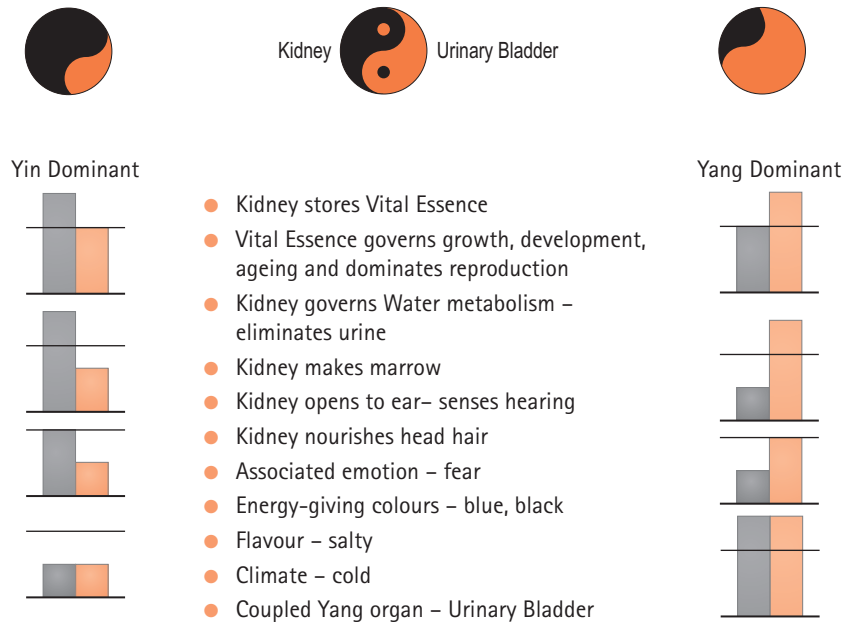 Kidney
Urinary Bladder
Yin Dominant
Yang Dominant
● Kidney stores Vital Essence
● Vital Essence governs growth, development,
ageing and dominates reproduction
● Kidney governs Water metabolism –
eliminates urine
● Kidney makes marrow
● Kidney opens to ear– senses hearing
● Kidney nourishes head hair
● Associated emotion – fear
● Energy-giving colours – blue, black
● Flavour – salty
● Climate – cold
● Coupled Yang organ – Urinary Bladder